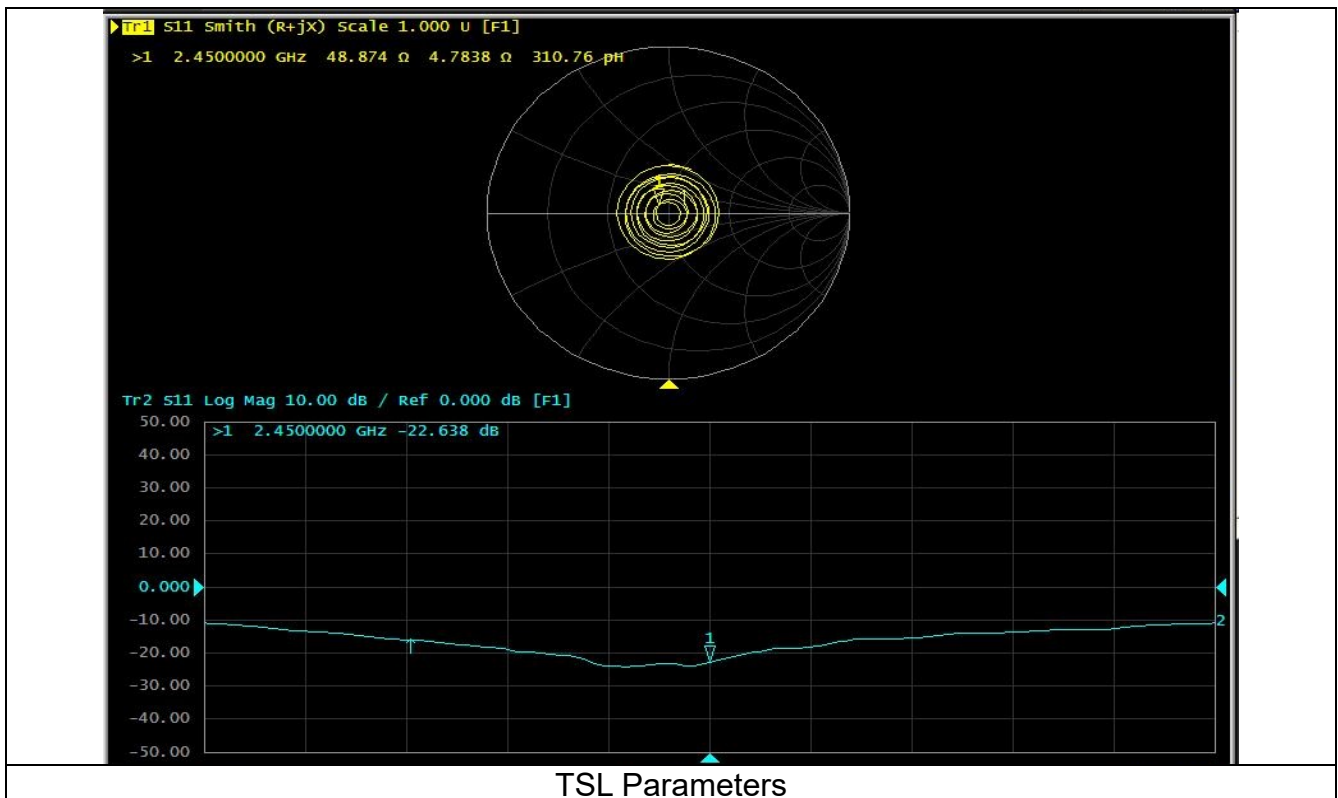 Tr1 S11 Smith (R+jX) Scale 1.000 U [F1]
>1 2.4500000 GHz 48.874 Ω 4.7838 Ω 310.76 pH
1
Tr2 S11 Log Mag 10.00 dB / Ref 0.000 dB [F1]
50.00
>1 2.4500000 GHz -22.638 dB
40.00
30.00
20.00
10.00
0.000
-10.00
2
1
-20.00
-30.00
-40.00
-50.00
TSL Parameters